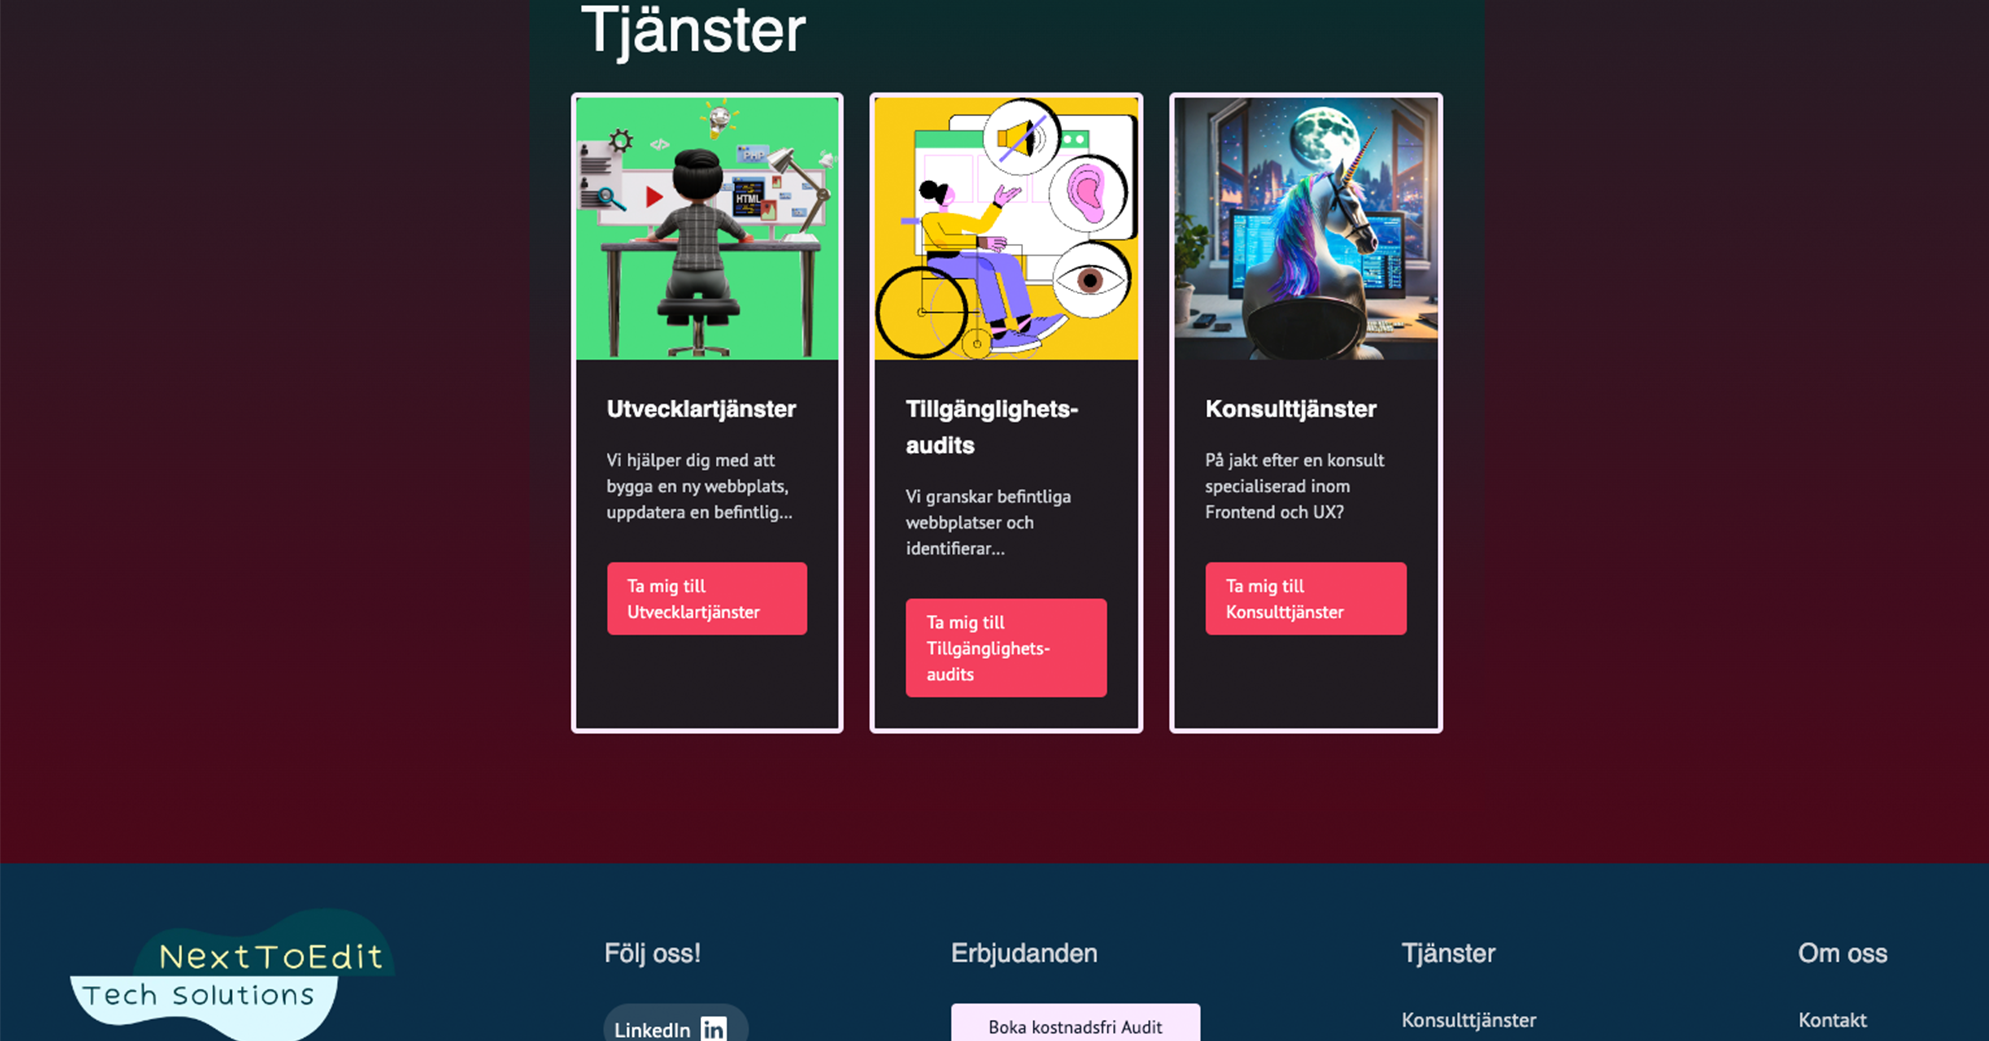 Tjänster
</>
PHP
HTML
Utvecklartjänster
Vi hjälper dig med att
bygga en ny webbplats,
uppdatera en befintlig...
Ta mig till
Utvecklartjänster
Tillgänglighets-
audits
Vi granskar befintliga
webbplatser och
identifierar...
Ta mig till
Tillgänglighets-
audits
Konsulttjänster
På jakt efter en konsult
specialiserad inom
Frontend och UX?
Ta mig till
Konsulttjänster
NextToEdit
Tech Solutions
Följ oss!
LinkedIn in
Erbjudanden
Boka kostnadsfri Audit
Tjänster
Konsulttjänster
Om oss
Kontakt